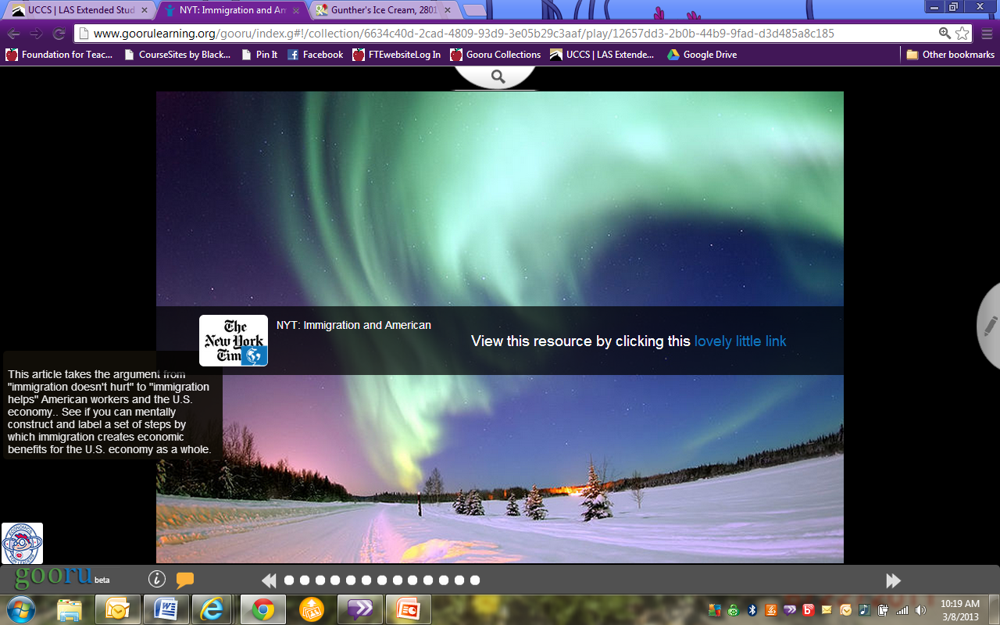 UCCS | LAS Extended Stud
NYT: Immigration and Am
Gunther's Ice Cream, 2801
www.goorulearning.org/gooru/index.g#!/collection/6634c40d-2cad-4809-93d9-3e05b29c3aaf/play/12657dd3-2b0b-44b9-9fad-d3d485a8c185
Foundation for Teac... CourseSites by Black... Pin It Facebook FTEwebsiteLog In Gooru Collections UCCS | LAS Extende... Google Drive Other bookmarks
The
New York
Tim
NYT: Immigration and American
View this resource by clicking this lovely little link
This article takes the argument from
"immigration doesn't hurt" to "immigration
helps" American workers and the U.S.
economy.. See if you can mentally
construct and label a set of steps by
which immigration creates economic
benefits for the U.S. economy as a whole.
gooru beta
10:19 AM
3/8/2013